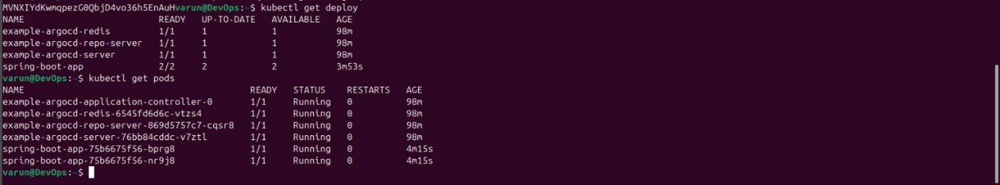 MVNXIYdKwmqpezG0QbjD4vo36h5EnAuHvarun@DevOps:~$ kubectl get deploy
NAME READY UP-TO-DATE AVAILABLE AGE
example-argocd-redis 1/1 1 1 98m
example-argocd-repo-server 1/1 1 1 98m
example-argocd-server 1/1 1 1 98m
spring-boot-app 2/2 2 2 3m53s
varun@DevOps:~$ kubectl get pods
NAME READY STATUS RESTARTS AGE
example-argocd-application-controller-0 1/1 Running 0 98m
example-argocd-redis-6545fd6d6c-vtzs4 1/1 Running 0 98m
example-argocd-repo-server-869d5757c7-cqsr8 1/1 Running 0 98m
example-argocd-server-76bb84cddc-v7ztl 1/1 Running 0 98m
spring-boot-app-75b6675f56-bprg8 1/1 Running 0 4m15s
spring-boot-app-75b6675f56-nr9j8 1/1 Running 0 4m15s
varun@DevOps:~$